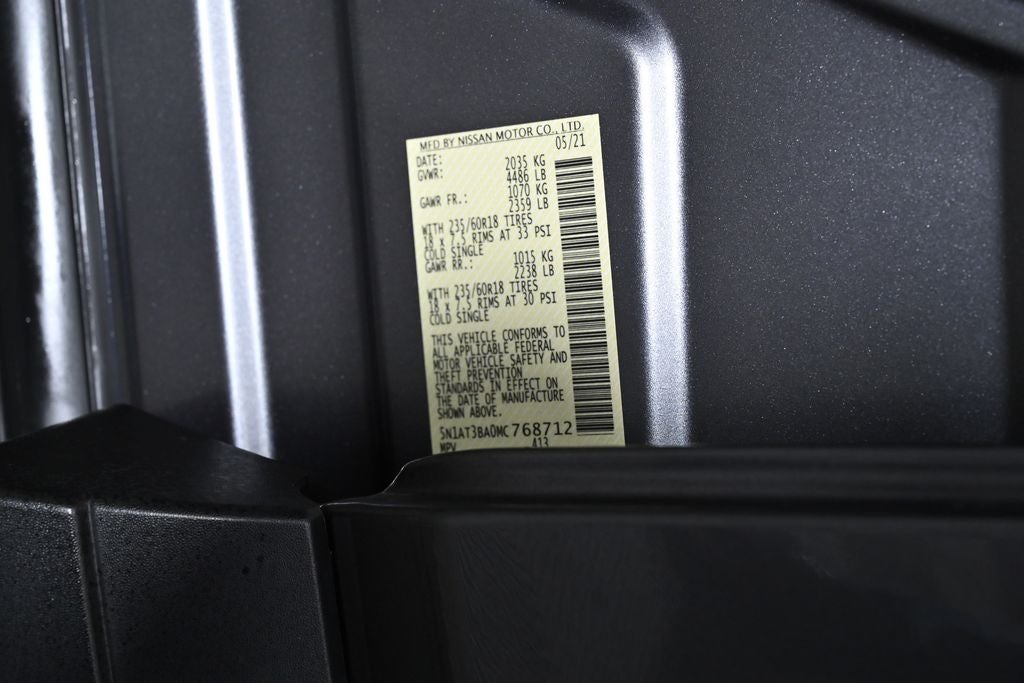 MFD BY NISSAN MOTOR CO., LTD.
DATE: 05/21
GVWR: 2035 KG
4486 LB
GAWR FR.: 1070 KG
2359 LB
WITH 235/60R18 TIRES
18 x 7.5 RIMS AT 33 PSI
COLD SINGLE
GAWR RR.: 1015 KG
2238 LB
WITH 235/60R18 TIRES
18 x 7.5 RIMS AT 30 PSI
COLD SINGLE
THIS VEHICLE CONFORMS TO
ALL APPLICABLE FEDERAL
MOTOR VEHICLE SAFETY AND
THEFT PREVENTION
STANDARDS IN EFFECT ON
THE DATE OF MANUFACTURE
SHOWN ABOVE.
5N1AT3BA0MC768712
MPV 413